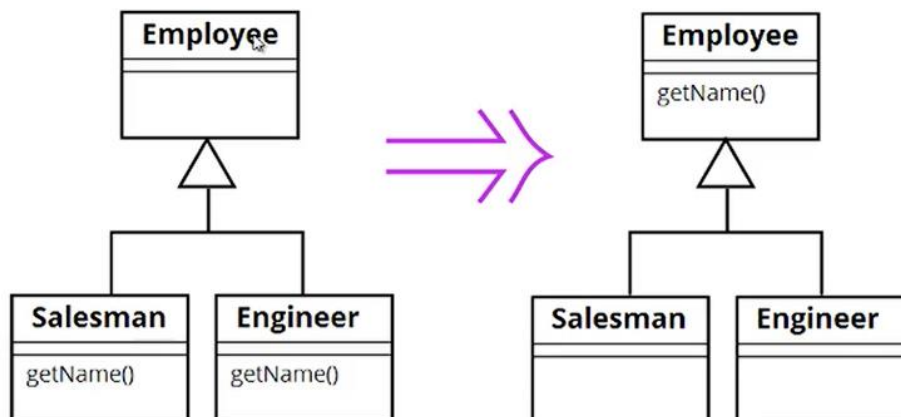 Employee
Salesman
getName()
Engineer
getName()
Employee
getName()
Salesman
Engineer